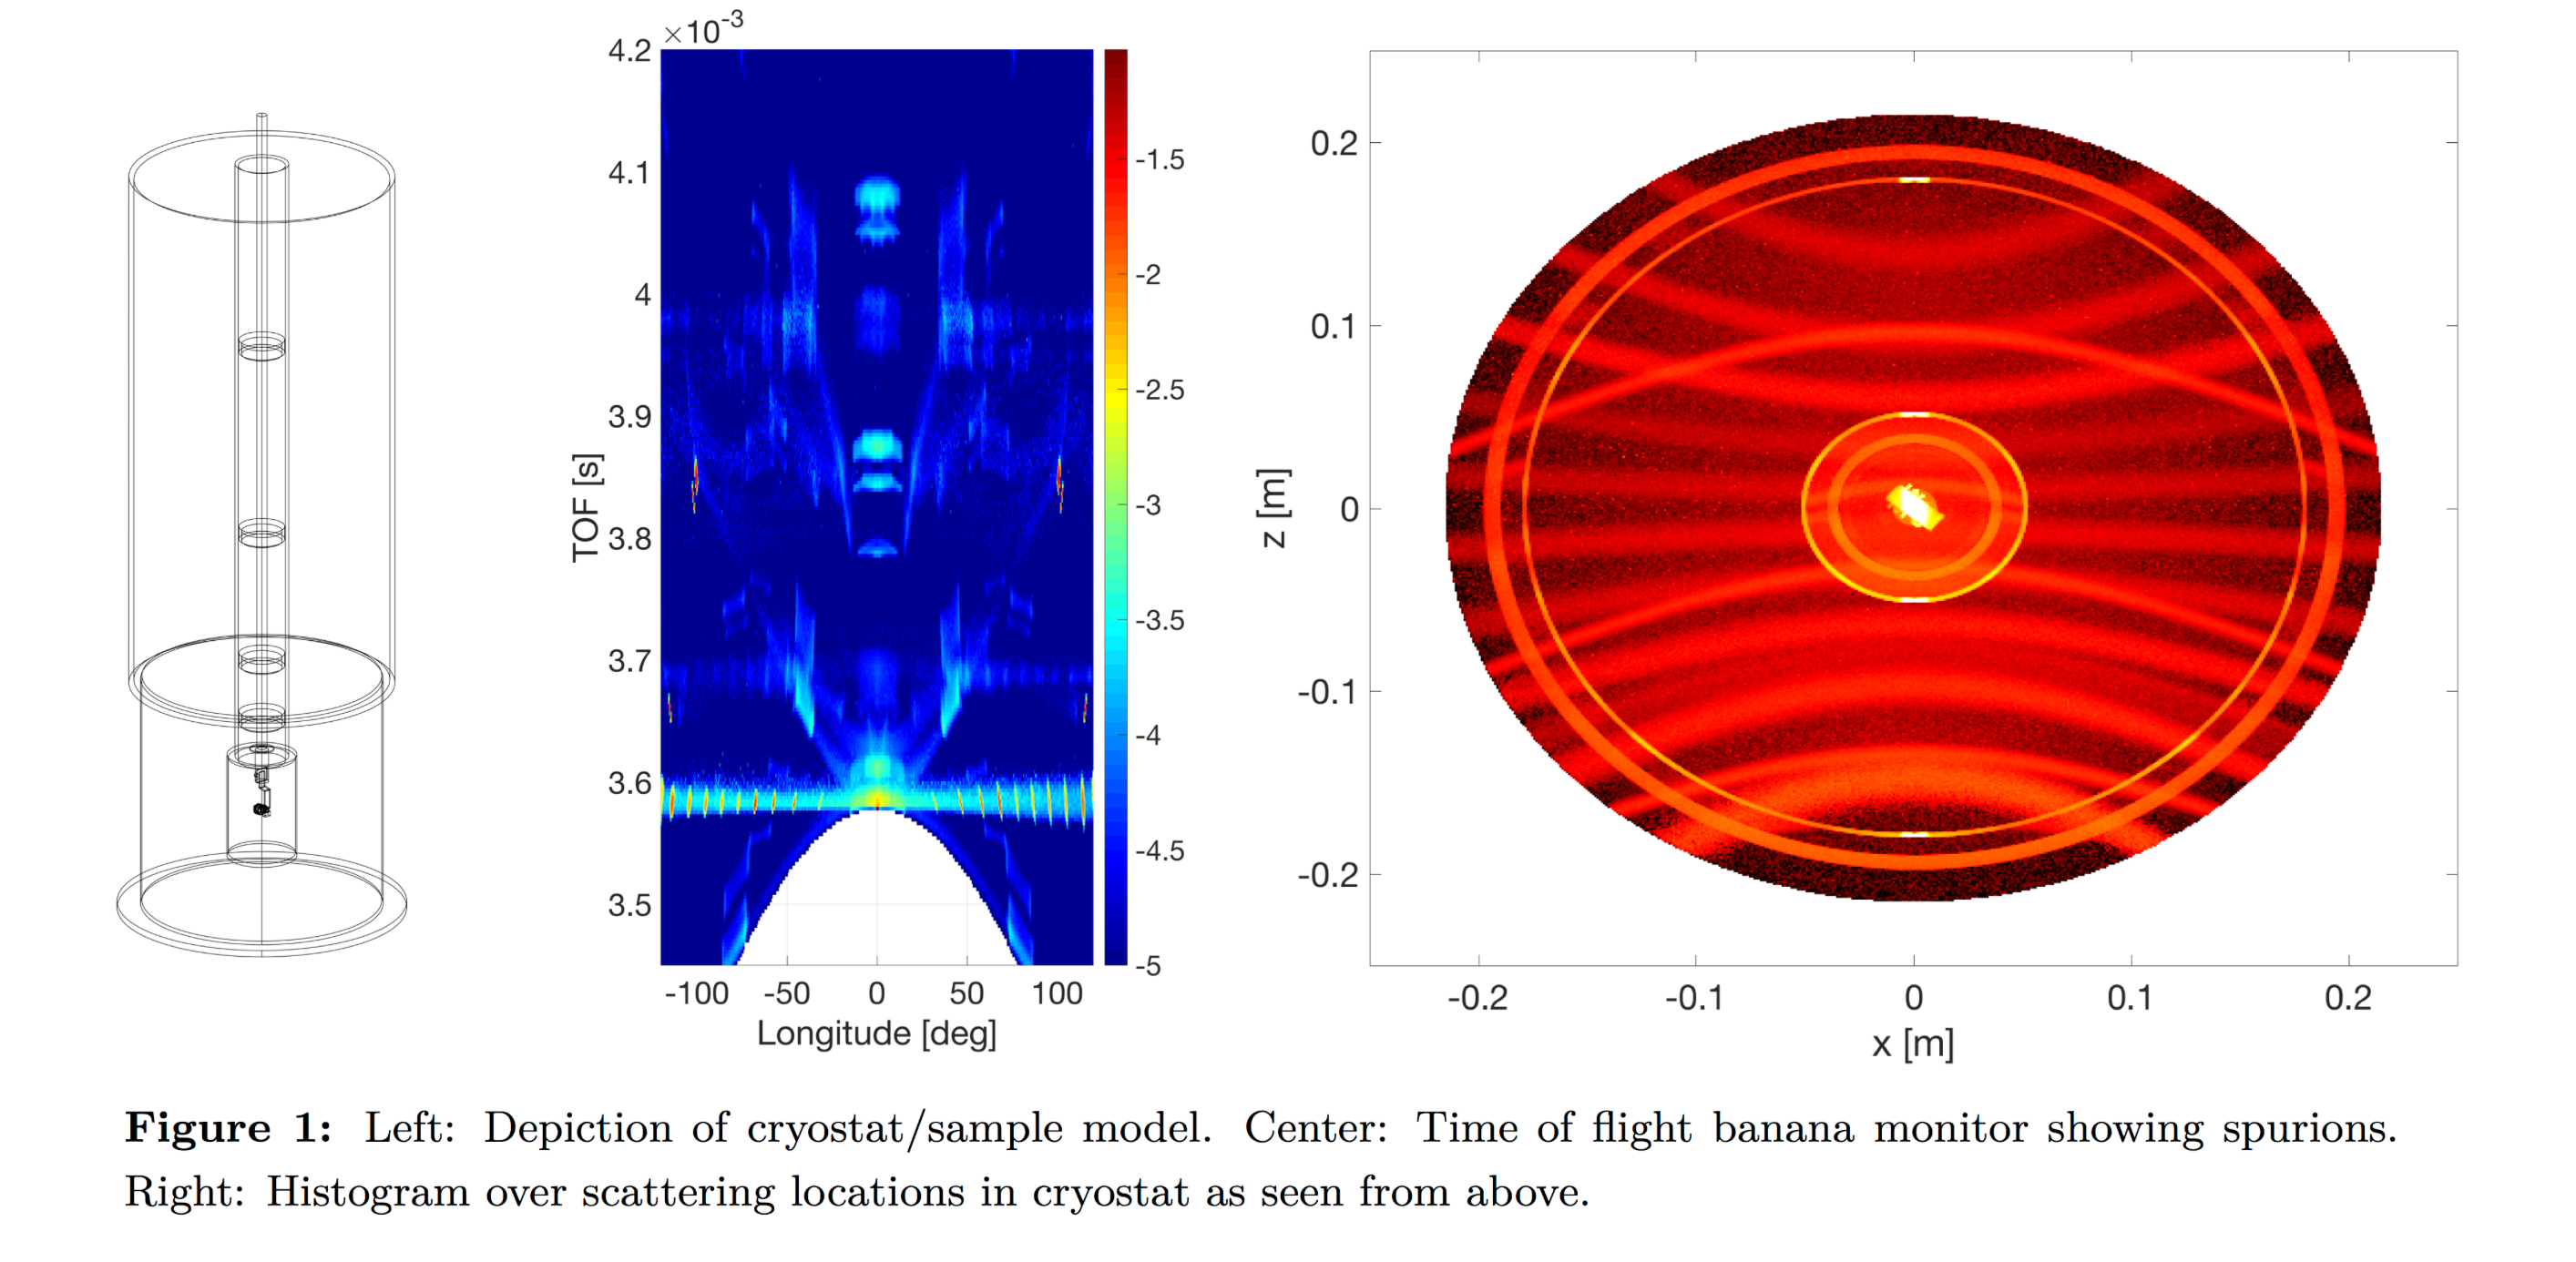 ×10-3
4.2
4.1
4
3.9
3.8
3.7
3.6
3.5
TOF [s]
-100 -50 0 50 100
Longitude [deg]
-1.5
-2
-2.5
-3
-3.5
-4
-4.5
-5
0.2
0.1
0
-0.1
-0.2
z [m]
-0.2 -0.1 0 0.1 0.2
x [m]
Figure 1: Left: Depiction of cryostat/sample model. Center: Time of flight banana monitor showing spurions.
Right: Histogram over scattering locations in cryostat as seen from above.